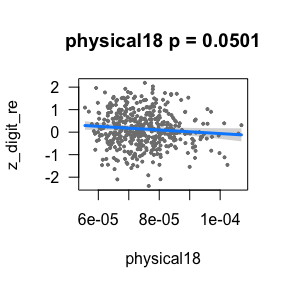 physical18 p = 0.0501
z_digit_re
2
1
0
-1
-2
6e-05 8e-05 1e-04
physical18